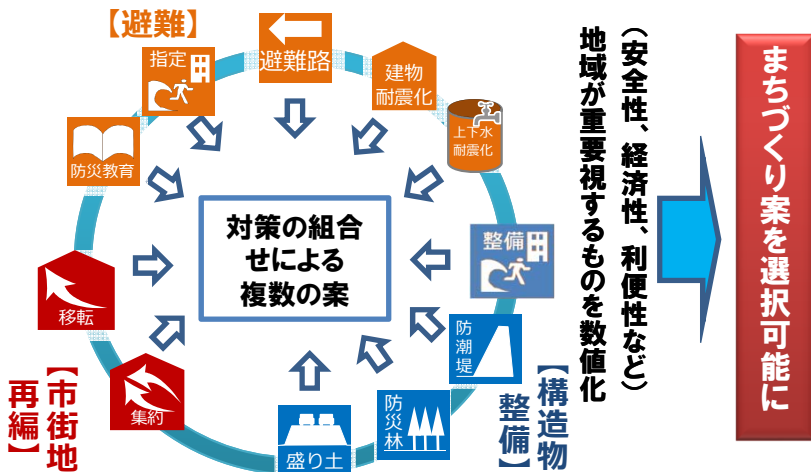 【避難】
指定
避難路
建物
耐震化
上下水
耐震化
防災教育
対策の組合
せによる
複数の案
整備
移転
防潮堤
集約
防災林
盛り土
【市街地
再編】
【構造物
整備】
地域が重要視するものを数値化
(安全性、経済性、利便性など)
まちづくり案を選択可能に